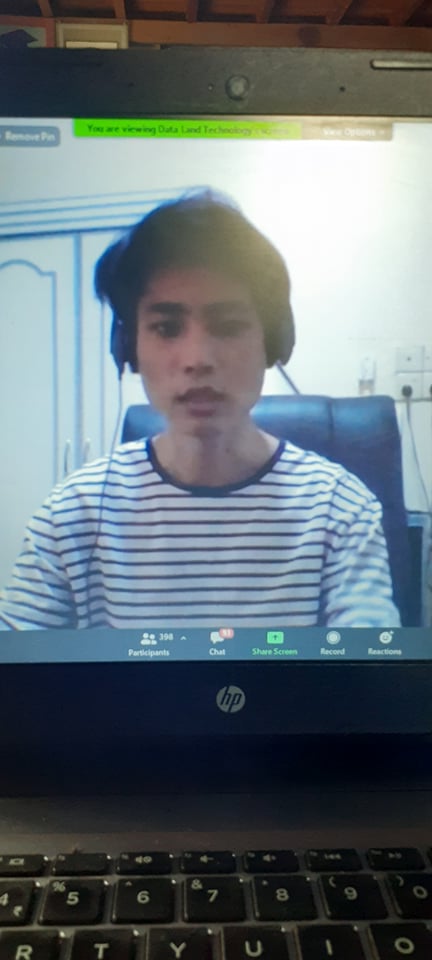 Remove Pin
You are viewing Data Land Technology's screen
View Options
398
Participants
Chat
Share Screen
Record
Reactions
hp
4 % 5 ^ 6 & 7 * 8 ( 9 ) 0
₹
R T Y U I O